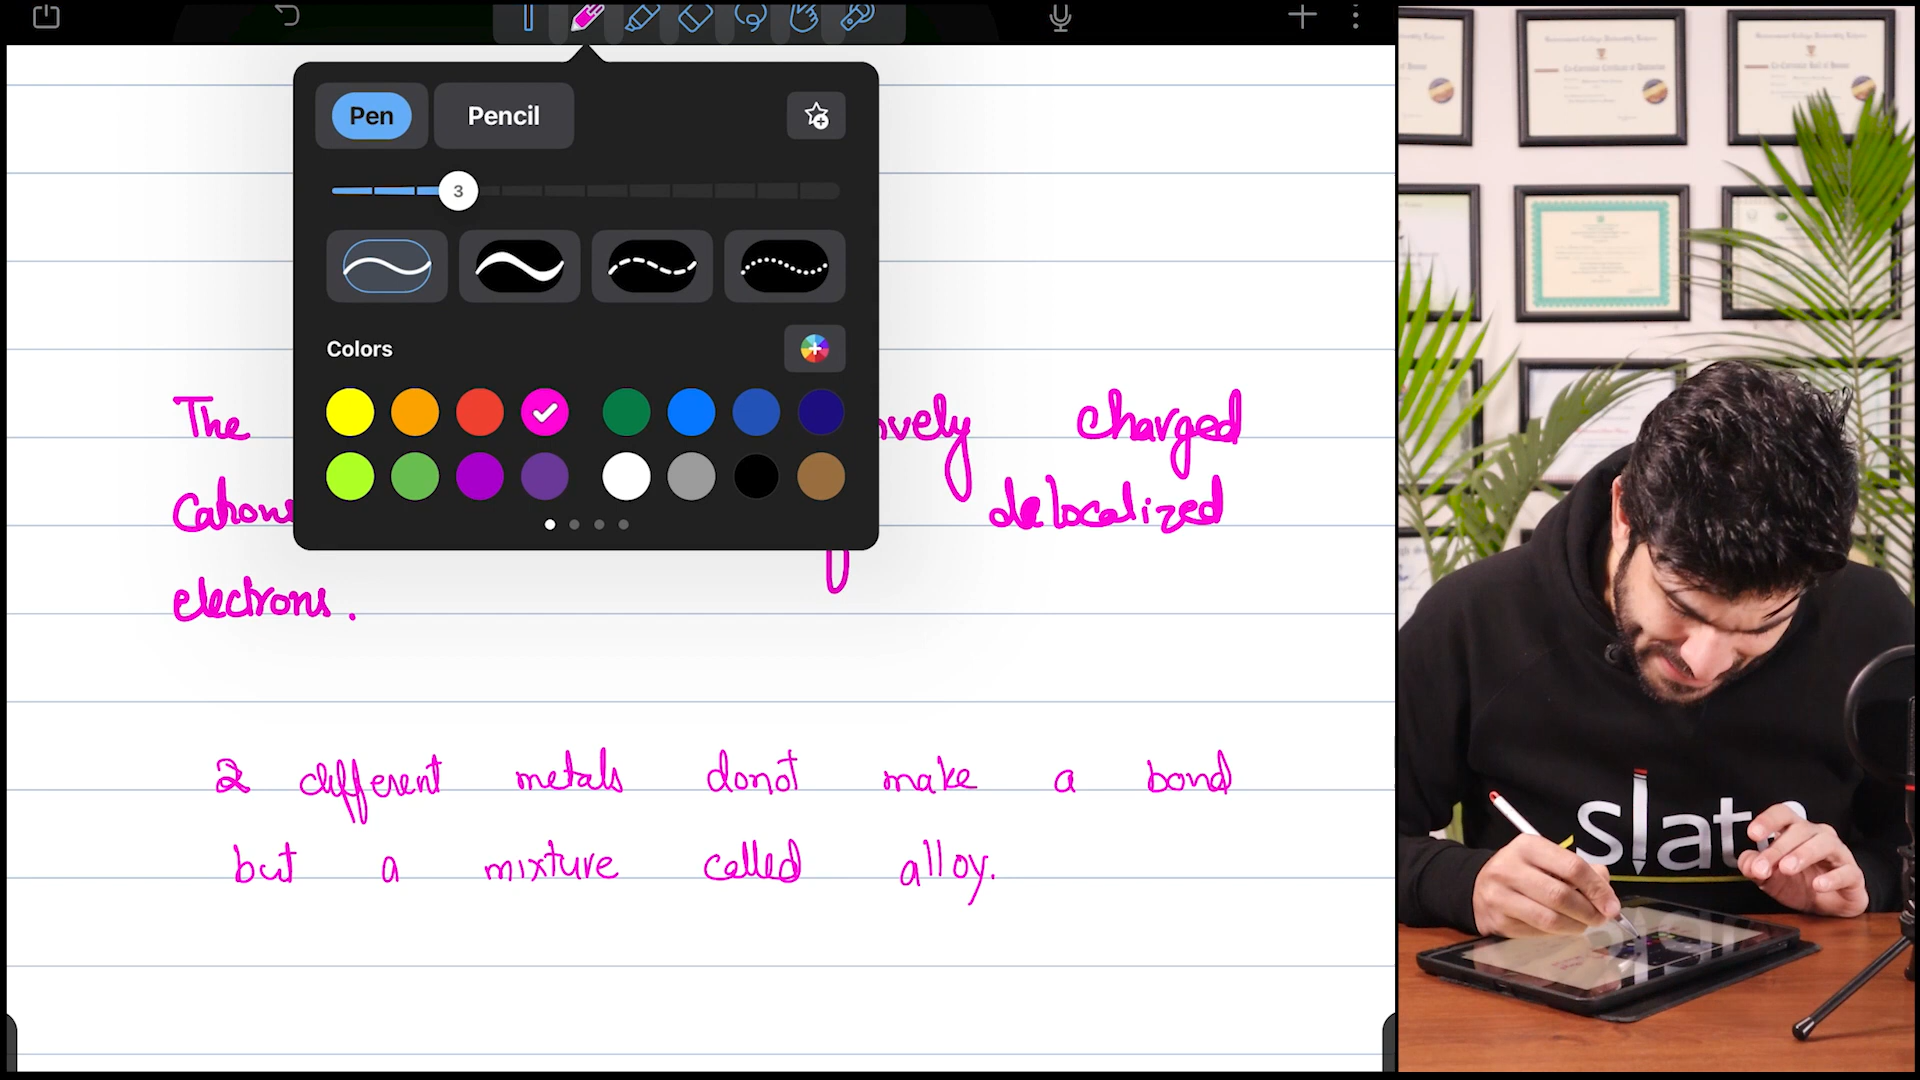 Pen Pencil
3
Colors
The vely charged
Cations delocalized
electrons.
2 different metals donot make a bond
but a mixture called alloy.
slate